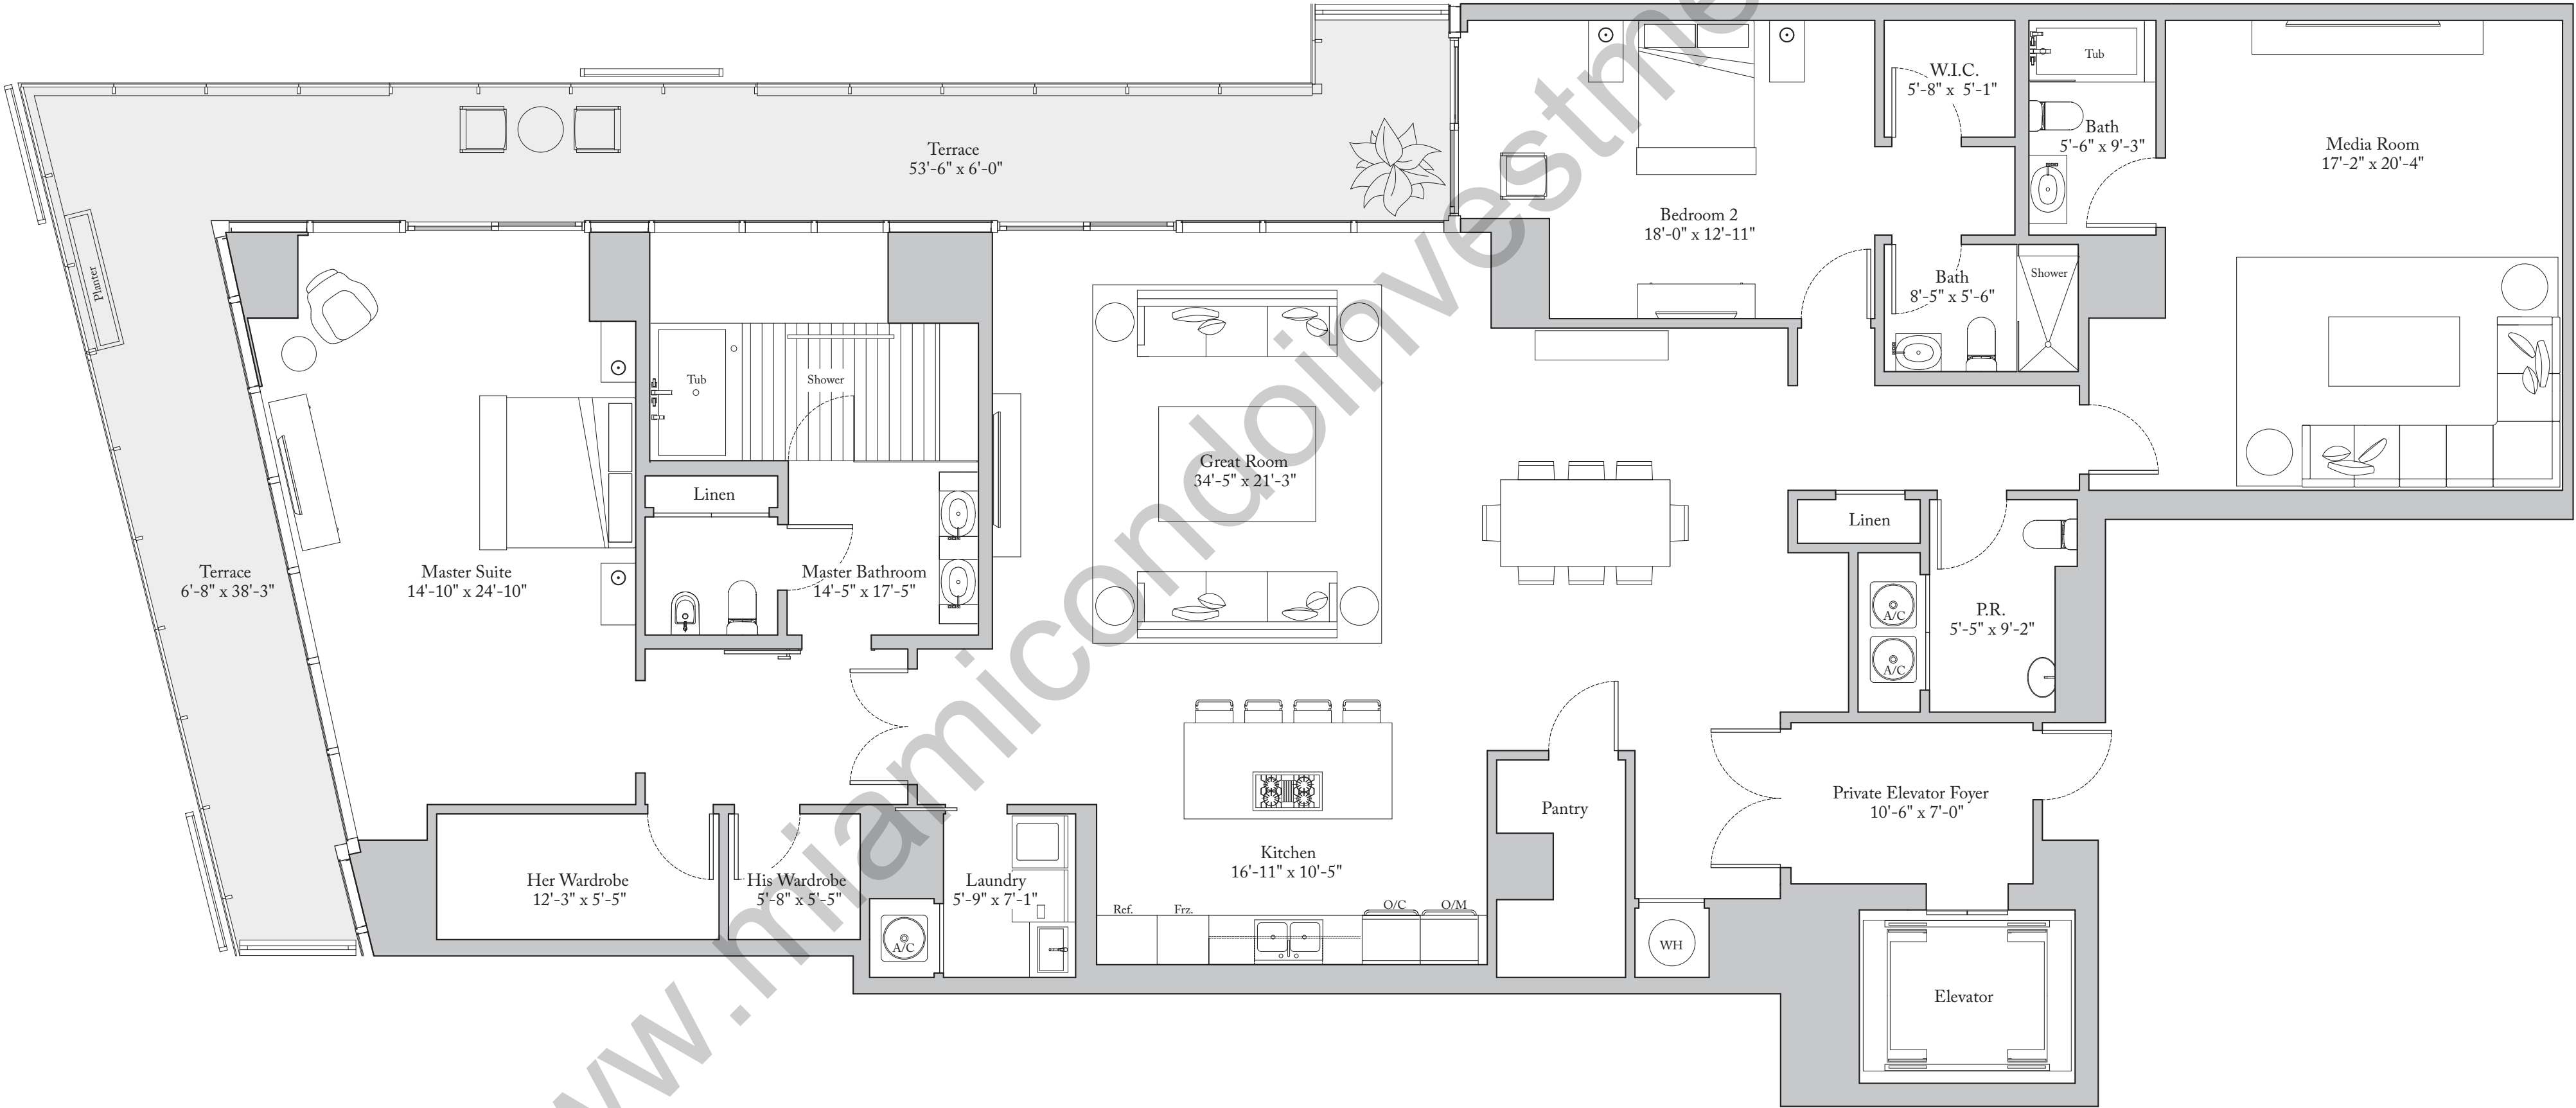 Terrace
53'-6" x 6'-0"
W.I.C.
5'-8" x 5'-1"
Tub
Bath
5'-6" x 9'-3"
Media Room
17'-2" x 20'-4"
Bedroom 2
18'-0" x 12'-11"
Bath
8'-5" x 5'-6"
Shower
Planter
Tub
Shower
Great Room
34'-5" x 21'-3"
Linen
Linen
Terrace
6'-8" x 38'-3"
Master Suite
14'-10" x 24'-10"
Master Bathroom
14'-5" x 17'-5"
A/C
A/C
P.R.
5'-5" x 9'-2"
Pantry
Private Elevator Foyer
10'-6" x 7'-0"
Her Wardrobe
12'-3" x 5'-5"
His Wardrobe
5'-8" x 5'-5"
Laundry
5'-9" x 7'-1"
Kitchen
16'-11" x 10'-5"
Ref.
Frz.
O/C
O/M
A/C
WH
Elevator
ww.miamicondoinvestme